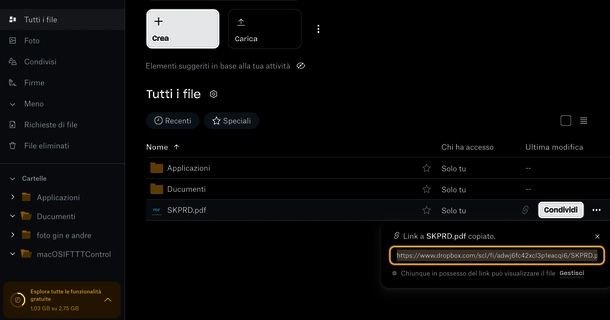 Tutti i file
Foto
Condivisi
Firme
Meno
Richieste di file
File eliminati
Cartelle
Applicazioni
Ducumenti
foto gin e andre
macOSIFTTTControl
Esplora tutte le funzionalità
gratuite
1,03 GB su 2,75 GB
Crea
Carica
Elementi suggeriti in base alla tua attività
Tutti i file
Recenti
Speciali
Nome
Chi ha accesso
Ultima modifica
Applicazioni
Solo tu
--
Ducumenti
Solo tu
--
PDF
SKPRD.pdf
Solo tu
Condividi
Link a SKPRD.pdf copiato.
https://www.dropbox.com/scl/fi/adwj6fc42xcl3p1eacqi6/SKPRD.p
Chiunque in possesso del link può visualizzare il file
Gestisci